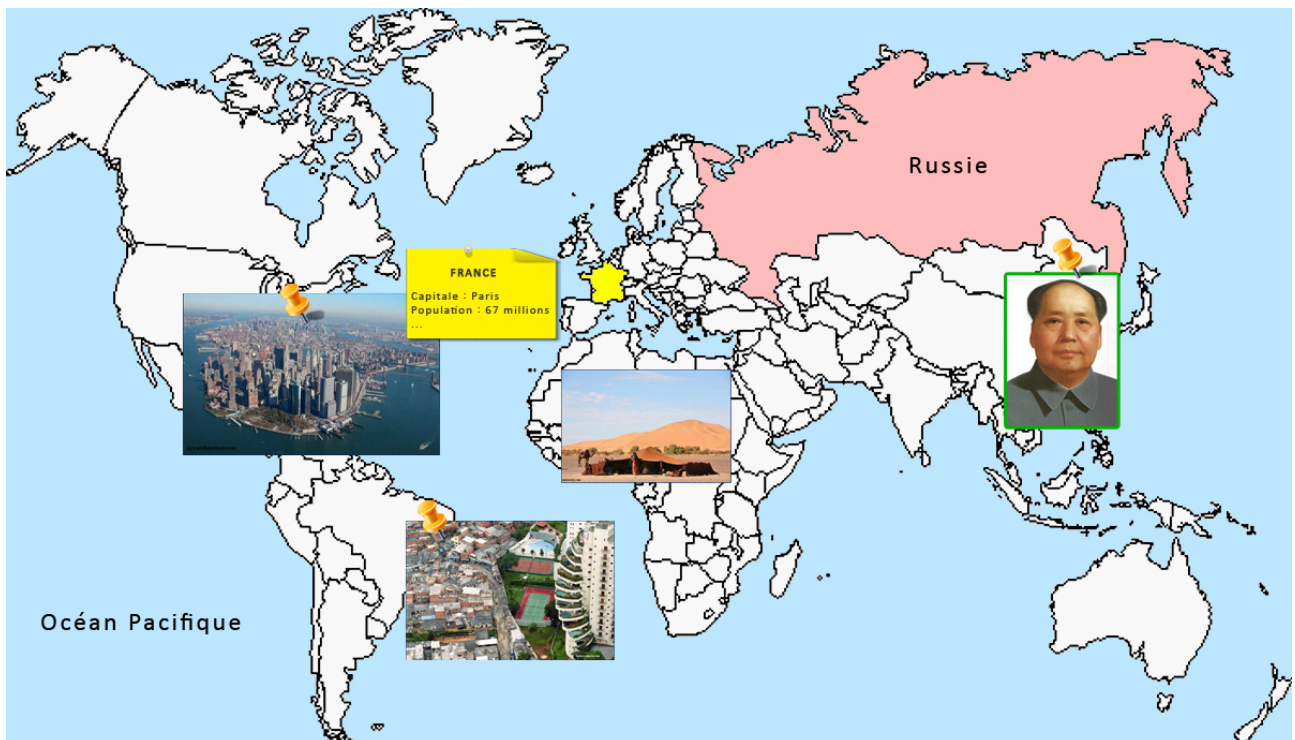 Russie
FRANCE
Capitale : Paris
Population : 67 millions
...
Océan Pacifique